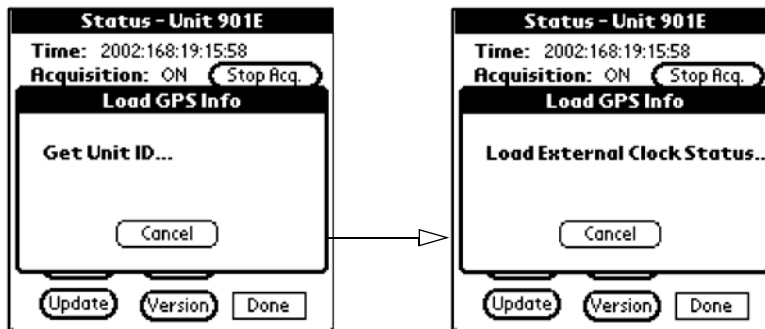 Status - Unit 901E
Time: 2002:168:19:15:58
Acquisition: ON Stop Acq.
Load GPS Info
Get Unit ID...
Cancel
Update Version Done
Status - Unit 901E
Time: 2002:168:19:15:58
Acquisition: ON Stop Acq.
Load GPS Info
Load External Clock Status..
Cancel
Update Version Done